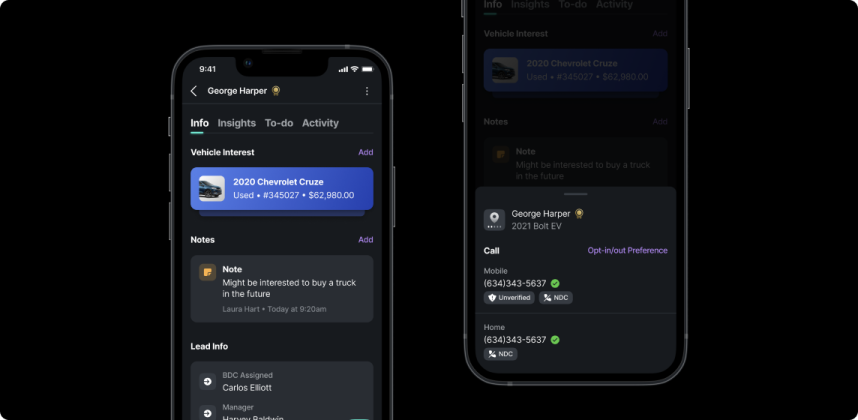 9:41
George Harper
Info Insights To-do Activity
Vehicle Interest Add
2020 Chevrolet Cruze
Used • #345027 • $62,980.00
Notes Add
Note
Might be interested to buy a truck
in the future
Laura Hart • Today at 9:20am
Lead Info
BDC Assigned
Carlos Elliott
Manager
Harvey Baldwin
Info Insights To-do Activity
Vehicle Interest Add
2020 Chevrolet Cruze
Used • #345027 • $62,980.00
Notes Add
Note
Might be interested to buy a truck
in the future
George Harper
2021 Bolt EV
Call Opt-in/out Preference
Mobile
(634)343-5637
Unverified NDC
Home
(634)343-5637
NDC